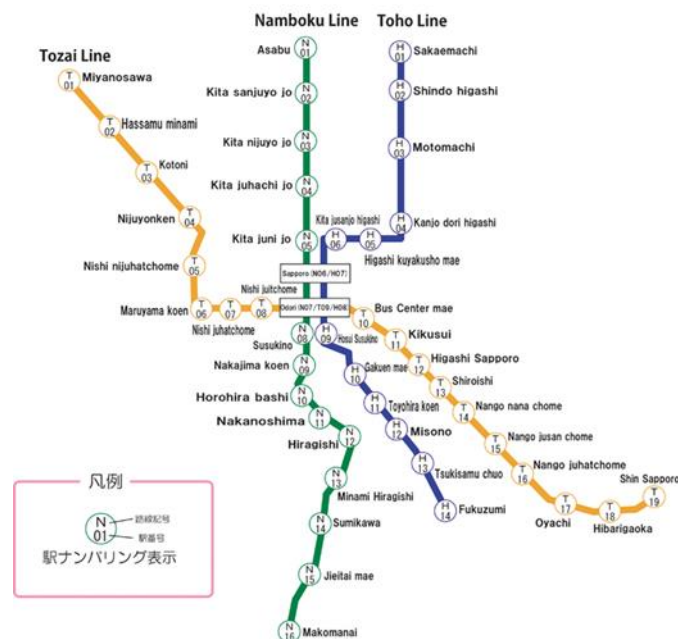 Namboku Line
Toho Line
Tozai Line
N
01
Asabu
N
02
Kita sanjuyo jo
N
03
Kita nijuyo jo
N
04
Kita juhachi jo
N
05
Kita juni jo
Sapporo (N06/H07)
Odori (N07/T09/H08)
N
08
Susukino
N
09
Nakajima koen
N
10
Horohira bashi
N
11
Nakanoshima
N
12
Hiragishi
N
13
Minami Hiragishi
N
14
Sumikawa
N
15
Jieitai mae
N
16
Makomanai
H
01
Sakaemachi
H
02
Shindo higashi
H
03
Motomachi
H
04
Kanjo dori higashi
H
05
Higashi kuyakusho mae
H
06
Kita jusanjo higashi
H
09
Hosui Susukino
H
10
Gakuen mae
H
11
Toyohira koen
H
12
Misono
H
13
Tsukisamu chuo
H
14
Fukuzumi
T
01
Miyanosawa
T
02
Hassamu minami
T
03
Kotoni
T
04
Nijuyonken
T
05
Nishi nijuhatchome
T
06
Maruyama koen
T
07
Nishi juhatchome
T
08
Nishi juitchome
T
10
Bus Center mae
T
11
Kikusui
T
12
Higashi Sapporo
T
13
Shiroishi
T
14
Nango nana chome
T
15
Nango jusan chome
T
16
Nango juhatchome
T
17
Oyachi
T
18
Hibarigaoka
T
19
Shin Sapporo
凡例
N
01
路線記号
駅番号
駅ナンバリング表示